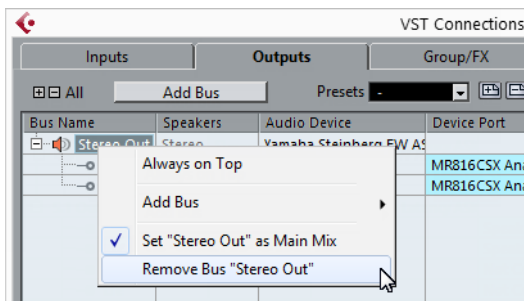 VST Connections
Inputs Outputs Group/FX
All Add Bus Presets -
Bus Name Speakers Audio Device Device Port
Stereo Out Stereo Yamaha Steinberg FW AS
Always on Top MR816CSX Ana
MR816CSX Ana
Add Bus
Set "Stereo Out" as Main Mix
Remove Bus "Stereo Out"